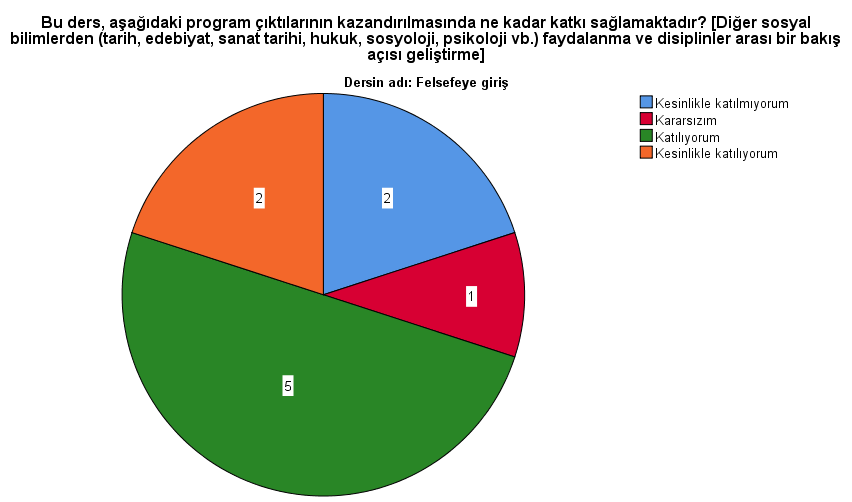 Bu ders, aşağıdaki program çıktılarının kazandırılmasında ne kadar katkı sağlamaktadır? [Diğer sosyal
bilimlerden (tarih, edebiyat, sanat tarihi, hukuk, sosyoloji, psikoloji vb.) faydalanma ve disiplinler arası bir bakış
açısı geliştirme]
Dersin adı: Felsefeye giriş
Kesinlikle katılmıyorum
Kararsızım
Katılıyorum
Kesinlikle katılıyorum
2
2
1
5